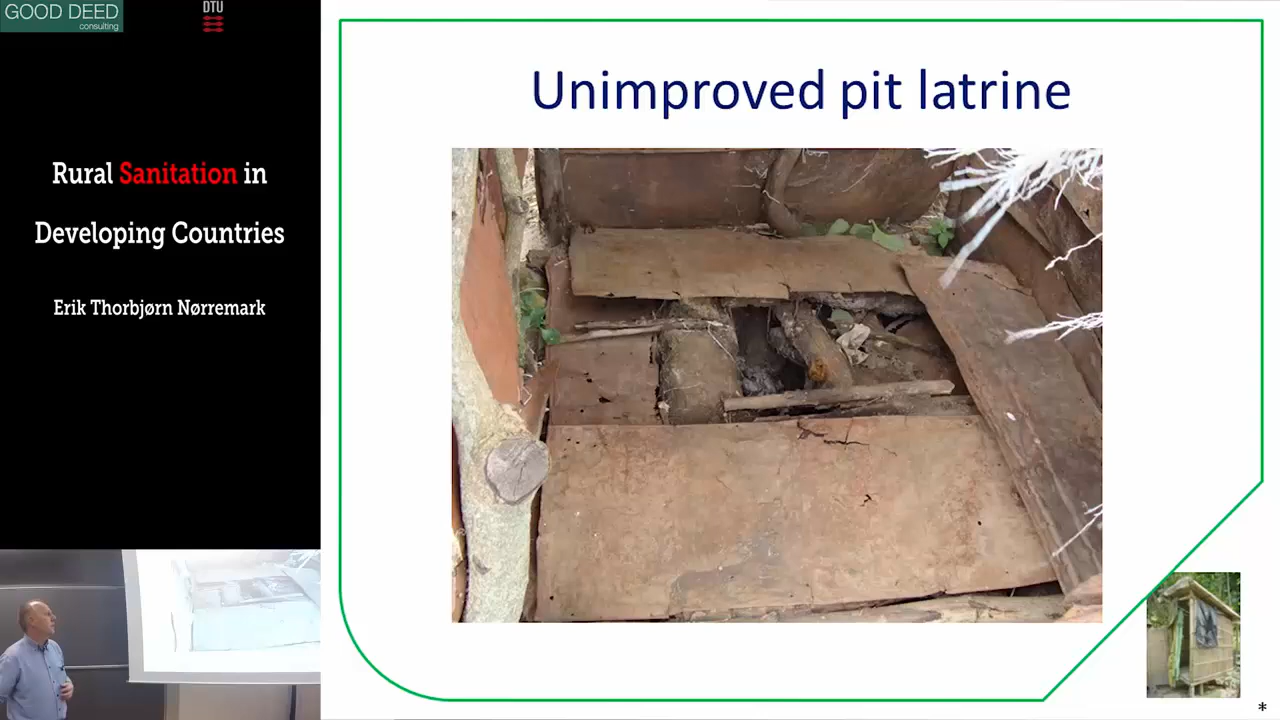 GOOD DEED
consulting
DTU
Rural Sanitation in
Developing Countries
Erik Thorbjørn Nørremark
Unimproved pit latrine
*